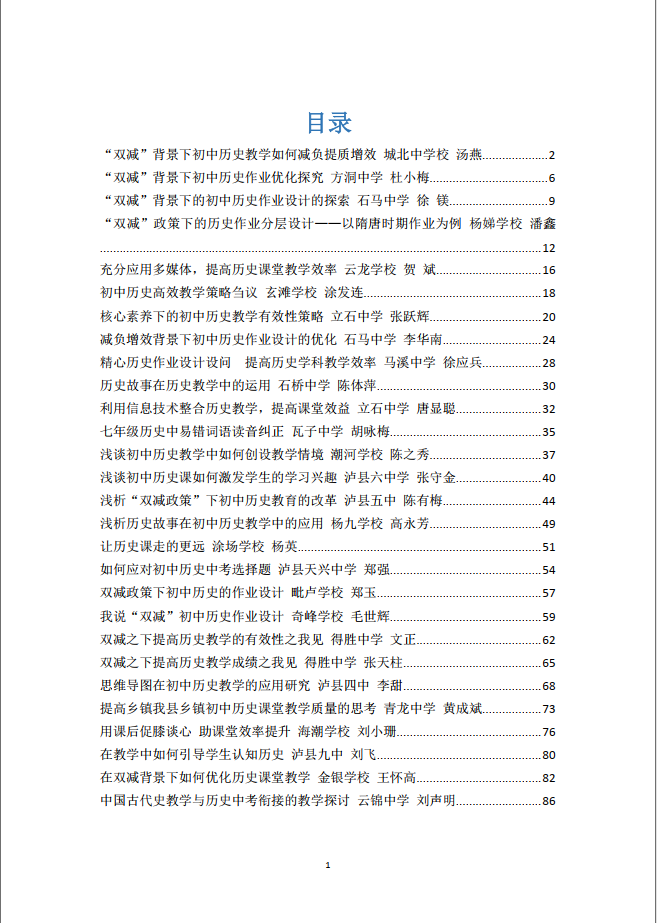 目录
“双减”背景下初中历史教学如何减负提质增效 城北中学校 汤燕....................2
“双减”背景下初中历史作业优化探究 方洞中学 杜小梅....................................6
“双减”背景下的初中历史作业设计的探索 石马中学 徐 镁..............................9
“双减”政策下的历史作业分层设计——以隋唐时期作业为例 杨娣学校 潘鑫
....................................................................................................................................12
充分应用多媒体，提高历史课堂教学效率 云龙学校 贺 斌................................16
初中历史高效教学策略刍议 玄滩学校 涂发连......................................................18
核心素养下的初中历史教学有效性策略 立石中学 张跃辉..................................20
减负增效背景下初中历史作业设计的优化 石马中学 李华南..............................24
精心历史作业设计设问 提高历史学科教学效率 马溪中学 徐应兵..................28
历史故事在历史教学中的运用 石桥中学 陈体萍..................................................30
利用信息技术整合历史教学，提高课堂效益 立石中学 唐显聪..........................32
七年级历史中易错词语读音纠正 瓦子中学 胡咏梅..............................................35
浅谈初中历史教学中如何创设教学情境 潮河学校 陈之秀..................................37
浅谈初中历史课如何激发学生的学习兴趣 泸县六中学 张守金..........................40
浅析“双减政策”下初中历史教育的改革 泸县五中 陈有梅..............................44
浅析历史故事在初中历史教学中的应用 杨九学校 高永芳..................................49
让历史课走的更远 涂场学校 杨英..........................................................................51
如何应对初中历史中考选择题 泸县天兴中学 郑强..............................................54
双减政策下初中历史的作业设计 毗卢学校 郑玉..................................................57
我说“双减”初中历史作业设计 奇峰学校 毛世辉..............................................59
双减之下提高历史教学的有效性之我见 得胜中学 文正......................................62
双减之下提高历史教学成绩之我见 得胜中学 张天柱..........................................65
思维导图在初中历史教学的应用研究 泸县四中 李甜..........................................68
提高乡镇我县乡镇初中历史课堂教学质量的思考 青龙中学 黄成斌..................73
用课后促膝谈心 助课堂效率提升 海潮学校 刘小珊............................................76
在教学中如何引导学生认知历史 泸县九中 刘飞..................................................80
在双减背景下如何优化历史课堂教学 金银学校 王怀高......................................82
中国古代史教学与历史中考衔接的教学探讨 云锦中学 刘声明..........................86
1